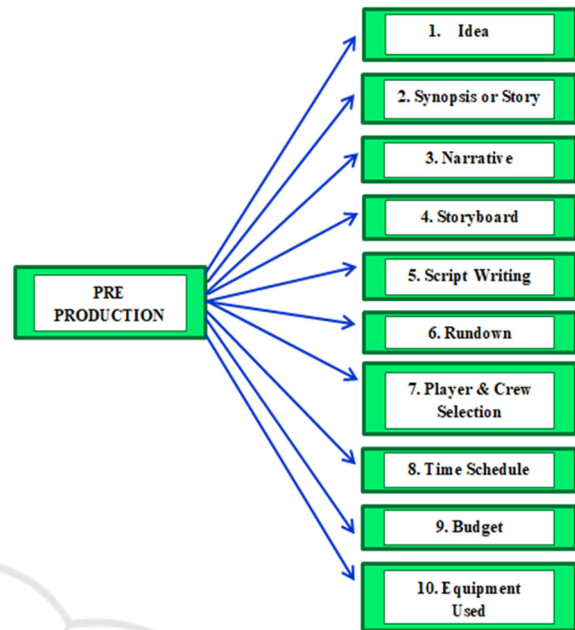 PRE
PRODUCTION
1. Idea
2. Synopsis or Story
3. Narrative
4. Storyboard
5. Script Writing
6. Rundown
7. Player & Crew
Selection
8. Time Schedule
9. Budget
10. Equipment
Used